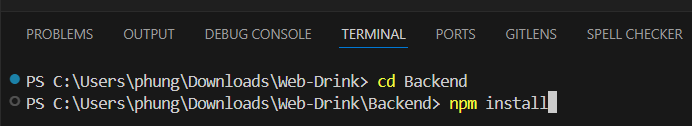 PROBLEMS OUTPUT DEBUG CONSOLE TERMINAL PORTS GITLENS SPELL CHECKER
PS C:\Users\phung\Downloads\Web-Drink> cd Backend
PS C:\Users\phung\Downloads\Web-Drink\Backend> npm install